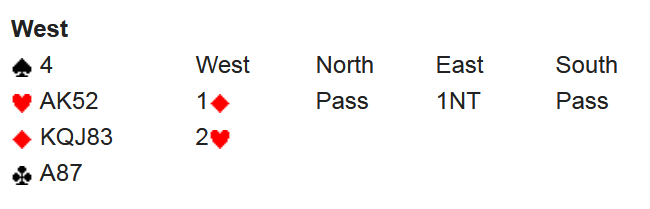 West
♠ 4 West North East South
♥ AK52 1♦ Pass 1NT Pass
♦ KQJ83 2♥
♣ A87